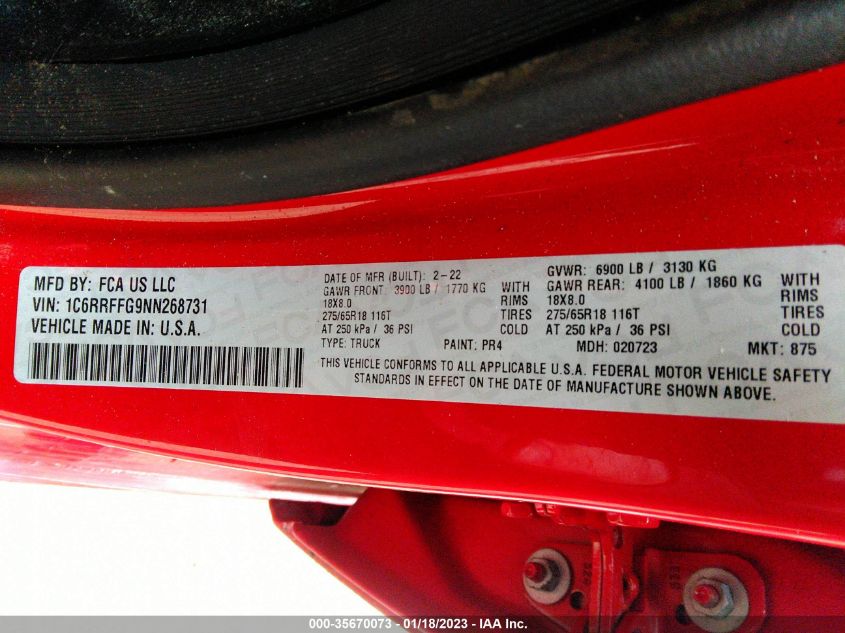 MFD BY: FCA US LLC
VIN: 1C6RRFFG9NN268731
VEHICLE MADE IN: U.S.A.
DATE OF MFR (BUILT): 2-22 GVWR: 6900 LB / 3130 KG
GAWR FRONT: 3900 LB / 1770 KG WITH GAWR REAR: 4100 LB / 1860 KG WITH
18X8.0 RIMS 18X8.0 RIMS
275/65R18 116T TIRES 275/65R18 116T TIRES
AT 250 kPa / 36 PSI COLD AT 250 kPa / 36 PSI COLD
TYPE: TRUCK PAINT: PR4 MDH: 020723 MKT: 875
THIS VEHICLE CONFORMS TO ALL APPLICABLE U.S.A. FEDERAL MOTOR VEHICLE SAFETY
STANDARDS IN EFFECT ON THE DATE OF MANUFACTURE SHOWN ABOVE.
000-35670073 - 01/18/2023 - IAA Inc.